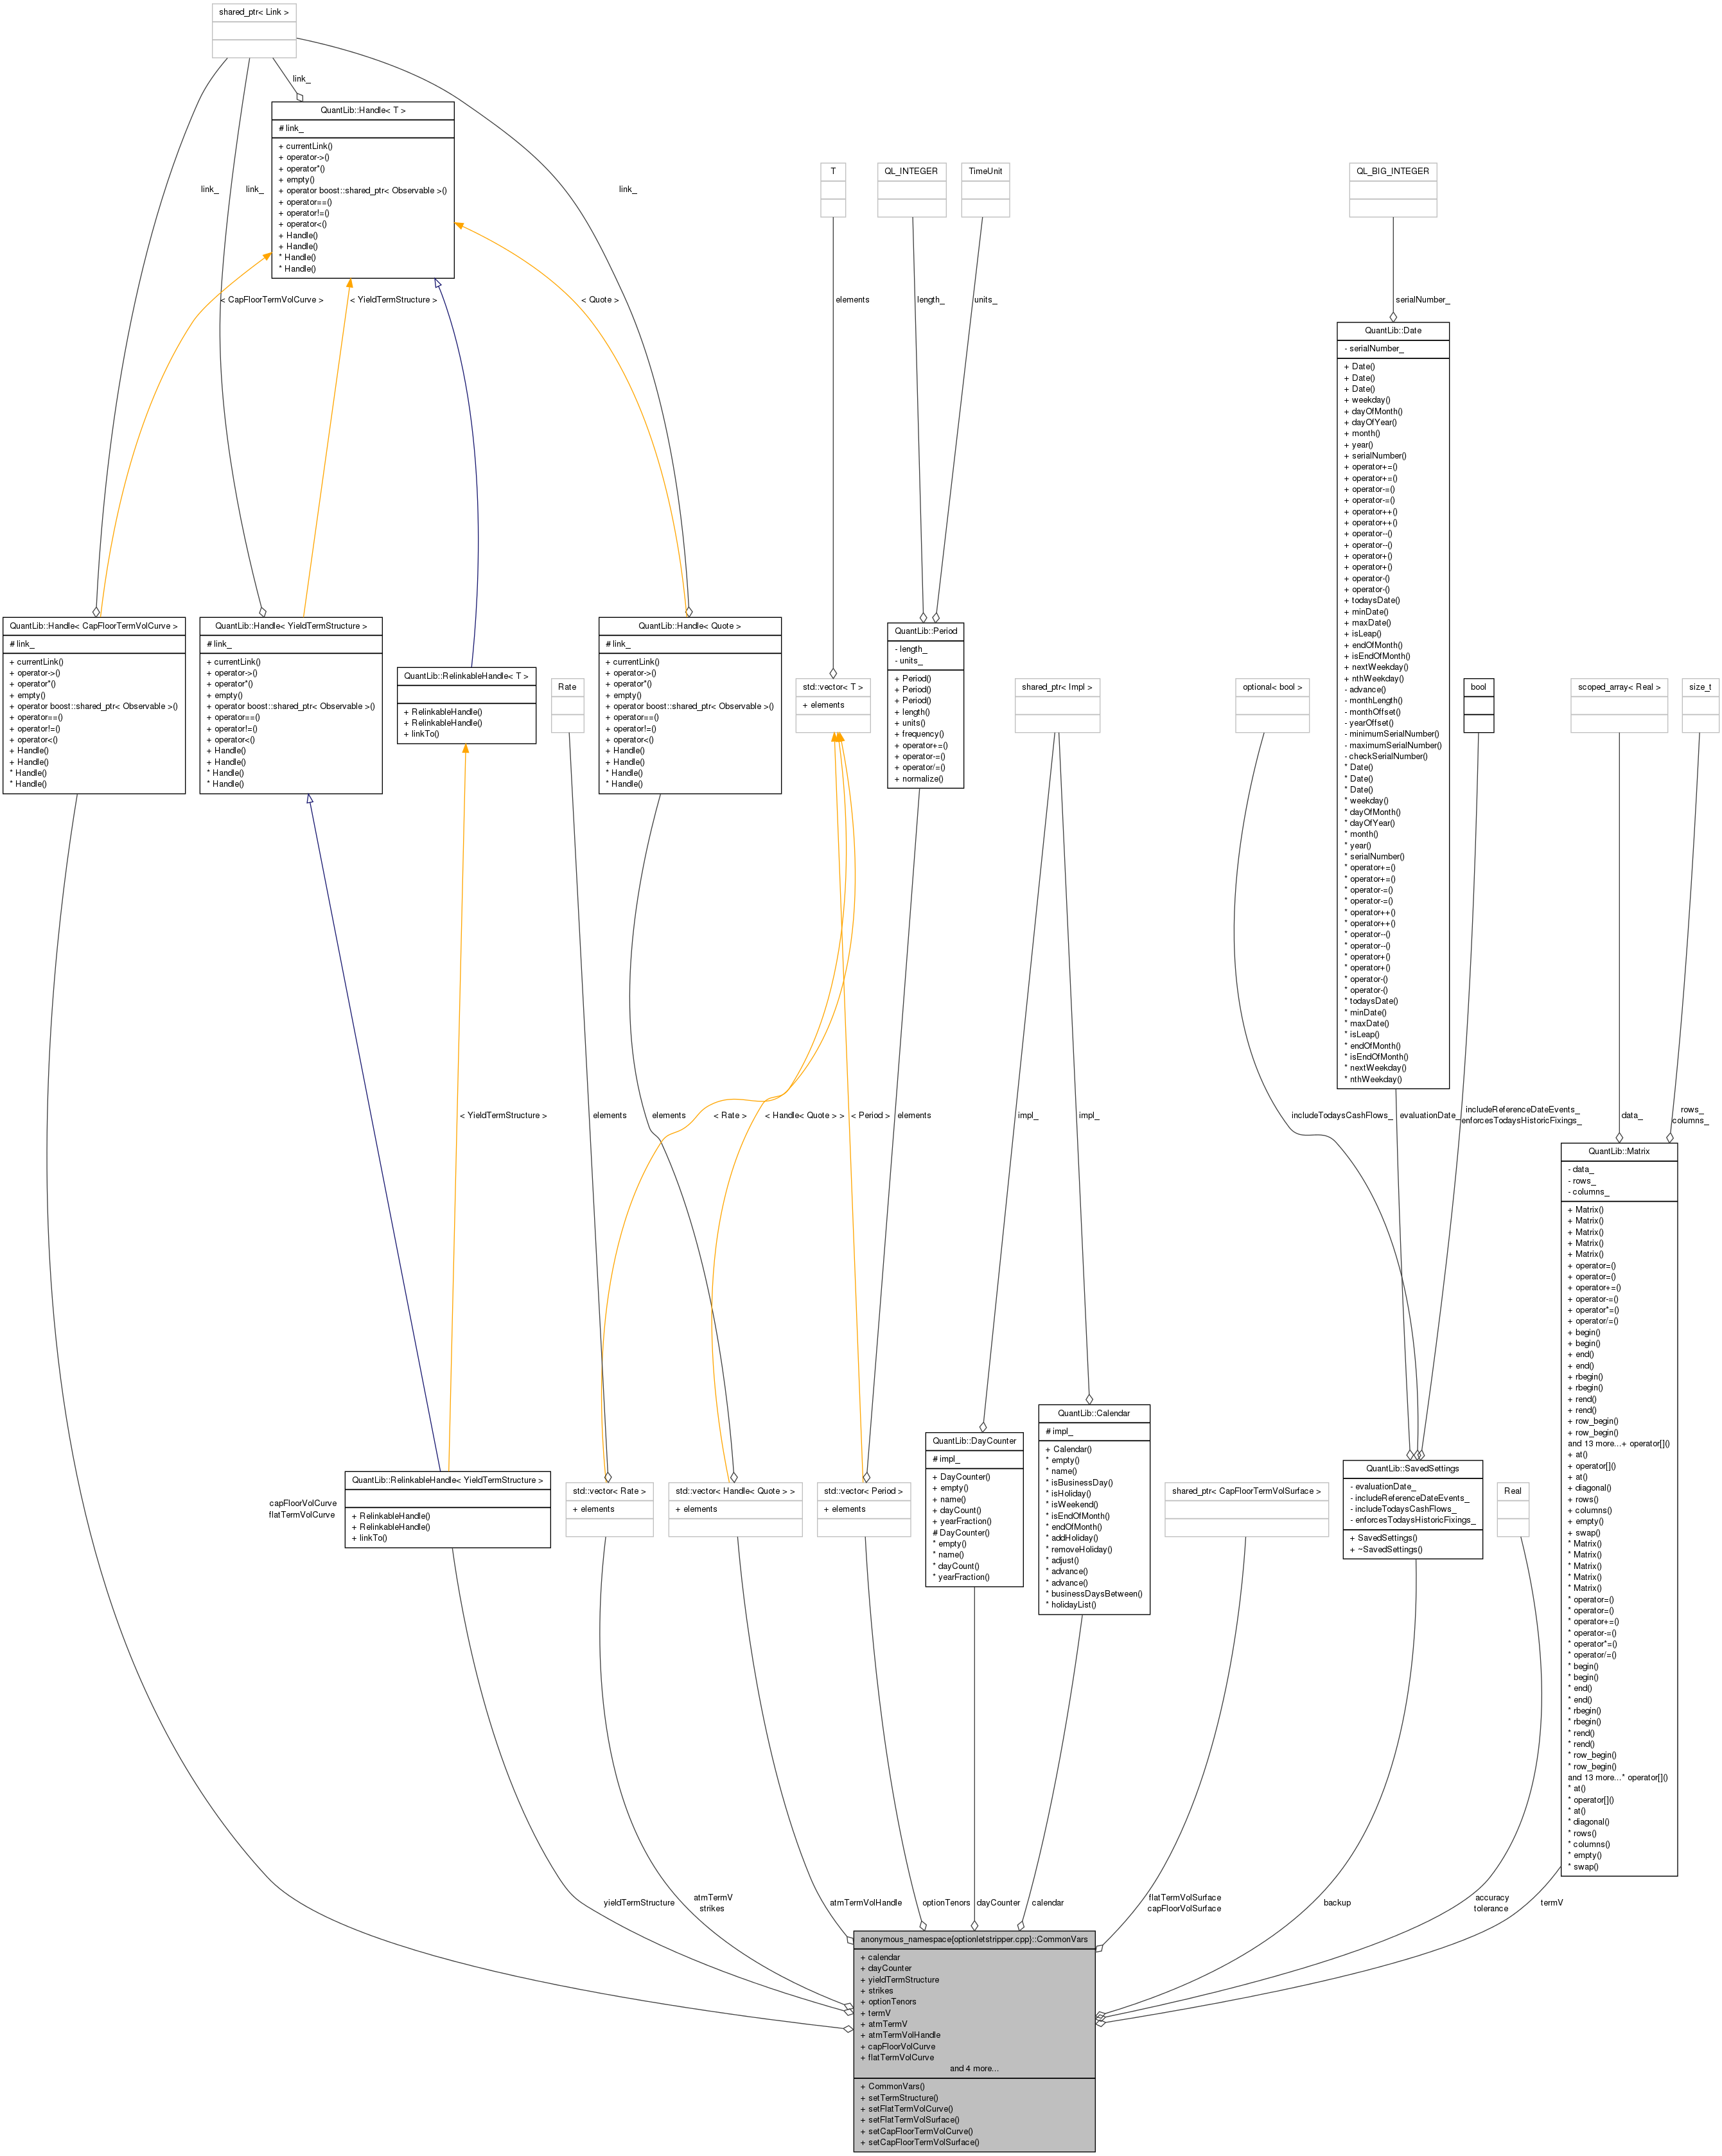 shared_ptr< Link >
link_
QuantLib::Handle< T >
# link_
+ currentLink()
+ operator->()
+ operator*()
+ empty()
+ operator boost::shared_ptr< Observable >()
+ operator==()
+ operator!=()
+ operator<()
+ Handle()
+ Handle()
* Handle()
* Handle()
link_
link_
link_
T
QL_INTEGER
TimeUnit
QL_BIG_INTEGER
< CapFloorTermVolCurve >
< YieldTermStructure >
< Quote >
elements
length_
units_
serialNumber_
QuantLib::Date
- serialNumber_
+ Date()
+ Date()
+ Date()
+ weekday()
+ dayOfMonth()
+ dayOfYear()
+ month()
+ year()
+ serialNumber()
+ operator+=()
+ operator+=()
+ operator-=()
+ operator-=()
+ operator++()
+ operator++()
+ operator--()
+ operator--()
+ operator+()
+ operator+()
+ operator-()
+ operator-()
+ todaysDate()
+ minDate()
+ maxDate()
+ isLeap()
+ endOfMonth()
+ isEndOfMonth()
+ nextWeekday()
+ nthWeekday()
- advance()
- monthLength()
- monthOffset()
- yearOffset()
- minimumSerialNumber()
- maximumSerialNumber()
- checkSerialNumber()
* Date()
* Date()
* Date()
* weekday()
* dayOfMonth()
* dayOfYear()
* month()
* year()
* serialNumber()
* operator+=()
* operator+=()
* operator-=()
* operator-=()
* operator++()
* operator++()
* operator--()
* operator--()
* operator+()
* operator+()
* operator-()
* operator-()
* todaysDate()
* minDate()
* maxDate()
* isLeap()
* endOfMonth()
* isEndOfMonth()
* nextWeekday()
* nthWeekday()
QuantLib::Handle< CapFloorTermVolCurve >
# link_
+ currentLink()
+ operator->()
+ operator*()
+ empty()
+ operator boost::shared_ptr< Observable >()
+ operator==()
+ operator!=()
+ operator<()
+ Handle()
+ Handle()
* Handle()
* Handle()
QuantLib::Handle< YieldTermStructure >
# link_
+ currentLink()
+ operator->()
+ operator*()
+ empty()
+ operator boost::shared_ptr< Observable >()
+ operator==()
+ operator!=()
+ operator<()
+ Handle()
+ Handle()
* Handle()
* Handle()
QuantLib::RelinkableHandle< T >
+ RelinkableHandle()
+ RelinkableHandle()
+ linkTo()
Rate
QuantLib::Handle< Quote >
# link_
+ currentLink()
+ operator->()
+ operator*()
+ empty()
+ operator boost::shared_ptr< Observable >()
+ operator==()
+ operator!=()
+ operator<()
+ Handle()
+ Handle()
* Handle()
* Handle()
std::vector< T >
+ elements
QuantLib::Period
- length_
- units_
+ Period()
+ Period()
+ Period()
+ length()
+ units()
+ frequency()
+ operator+=()
+ operator-=()
+ operator/=()
+ normalize()
shared_ptr< Impl >
optional< bool >
bool
scoped_array< Real >
size_t
< YieldTermStructure >
elements
elements
< Rate >
< Handle< Quote > >
< Period >
elements
impl_
impl_
includeTodaysCashFlows_
evaluationDate_
includeReferenceDateEvents_
enforcesTodaysHistoricFixings_
data_
rows_
columns_
QuantLib::Matrix
- data_
- rows_
- columns_
+ Matrix()
+ Matrix()
+ Matrix()
+ Matrix()
+ Matrix()
+ operator=()
+ operator=()
+ operator+=()
+ operator-=()
+ operator*=()
+ operator/=()
+ begin()
+ begin()
+ end()
+ end()
+ rbegin()
+ rbegin()
+ rend()
+ rend()
+ row_begin()
+ row_begin()
and 13 more...+ operator[]()
+ at()
+ operator[]()
+ at()
+ diagonal()
+ rows()
+ columns()
+ empty()
+ swap()
* Matrix()
* Matrix()
* Matrix()
* Matrix()
* Matrix()
* operator=()
* operator=()
* operator+=()
* operator-=()
* operator*=()
* operator/=()
* begin()
* begin()
* end()
* end()
* rbegin()
* rbegin()
* rend()
* rend()
* row_begin()
* row_begin()
and 13 more...* operator[]()
* at()
* operator[]()
* at()
* diagonal()
* rows()
* columns()
* empty()
* swap()
capFloorVolCurve
flatTermVolCurve
QuantLib::RelinkableHandle< YieldTermStructure >
+ RelinkableHandle()
+ RelinkableHandle()
+ linkTo()
std::vector< Rate >
+ elements
std::vector< Handle< Quote > >
+ elements
std::vector< Period >
+ elements
QuantLib::DayCounter
# impl_
+ DayCounter()
+ empty()
+ name()
+ dayCount()
+ yearFraction()
# DayCounter()
* empty()
* name()
* dayCount()
* yearFraction()
QuantLib::Calendar
# impl_
+ Calendar()
* empty()
* name()
* isBusinessDay()
* isHoliday()
* isWeekend()
* isEndOfMonth()
* endOfMonth()
* addHoliday()
* removeHoliday()
* adjust()
* advance()
* advance()
* businessDaysBetween()
* holidayList()
shared_ptr< CapFloorTermVolSurface >
QuantLib::SavedSettings
- evaluationDate_
- includeReferenceDateEvents_
- includeTodaysCashFlows_
- enforcesTodaysHistoricFixings_
+ SavedSettings()
+ ~SavedSettings()
Real
yieldTermStructure
atmTermV
strikes
atmTermVolHandle
optionTenors
dayCounter
calendar
flatTermVolSurface
capFloorVolSurface
backup
accuracy
tolerance
termV
anonymous_namespace{optionletstripper.cpp}::CommonVars
+ calendar
+ dayCounter
+ yieldTermStructure
+ strikes
+ optionTenors
+ termV
+ atmTermV
+ atmTermVolHandle
+ capFloorVolCurve
+ flatTermVolCurve
and 4 more...
+ CommonVars()
+ setTermStructure()
+ setFlatTermVolCurve()
+ setFlatTermVolSurface()
+ setCapFloorTermVolCurve()
+ setCapFloorTermVolSurface()